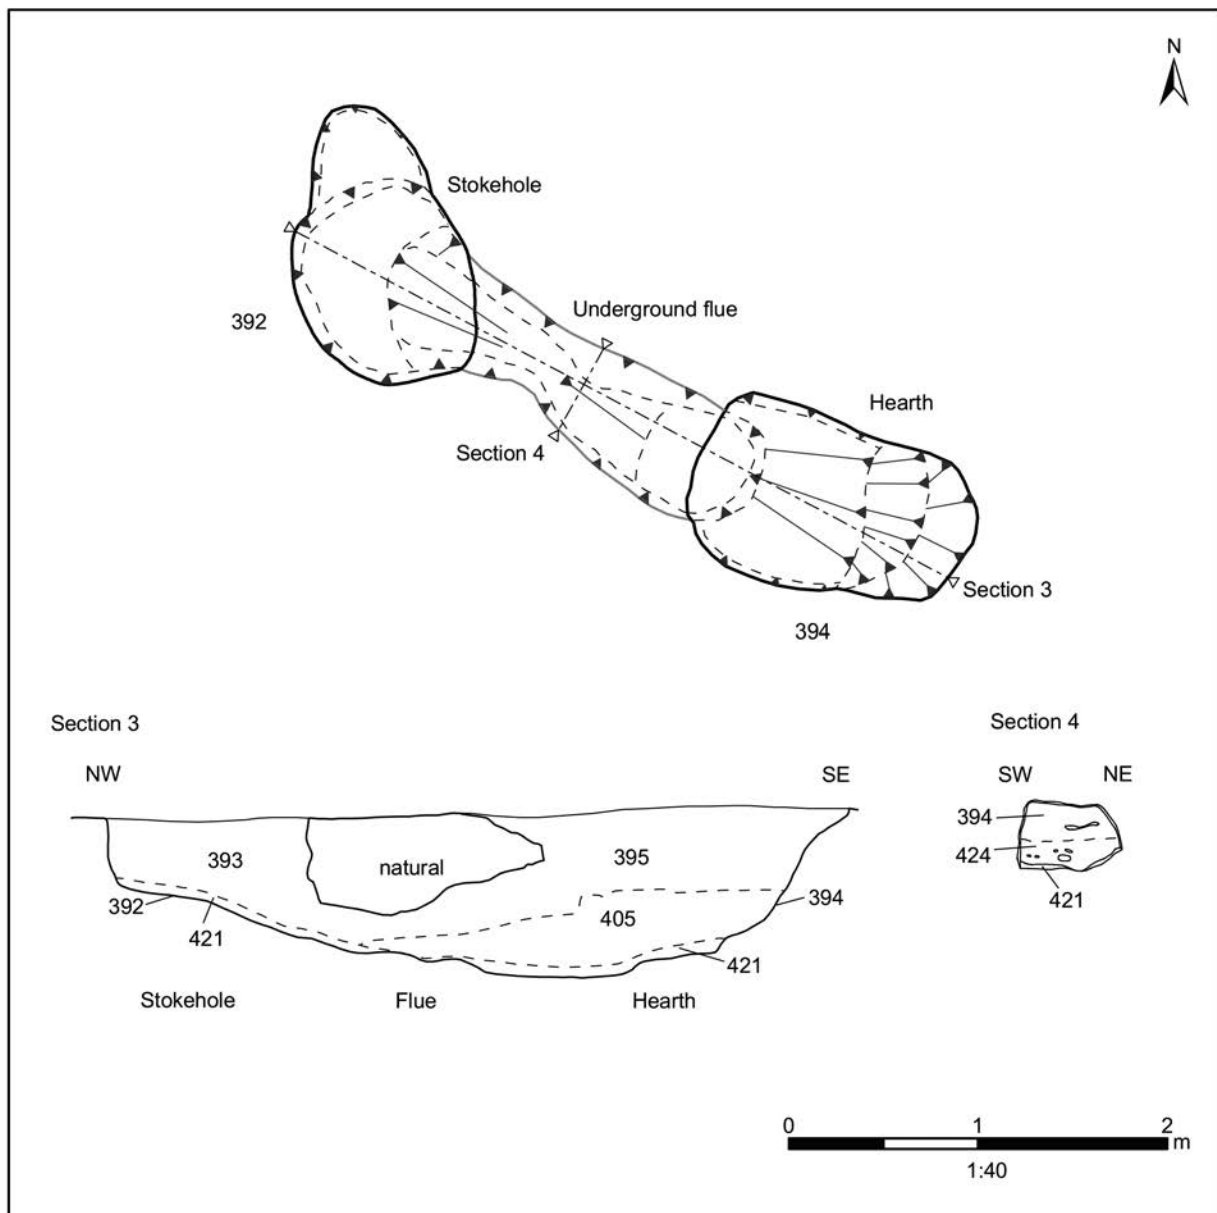 N
Stokehole
Underground flue
392
Hearth
Section 4
Section 3
394
Section 3
Section 4
NW
SE
SW
NE
394
393
395
natural
424
392
394
405
421
421
421
Stokehole
Flue
Hearth
0 1 2
m
1:40